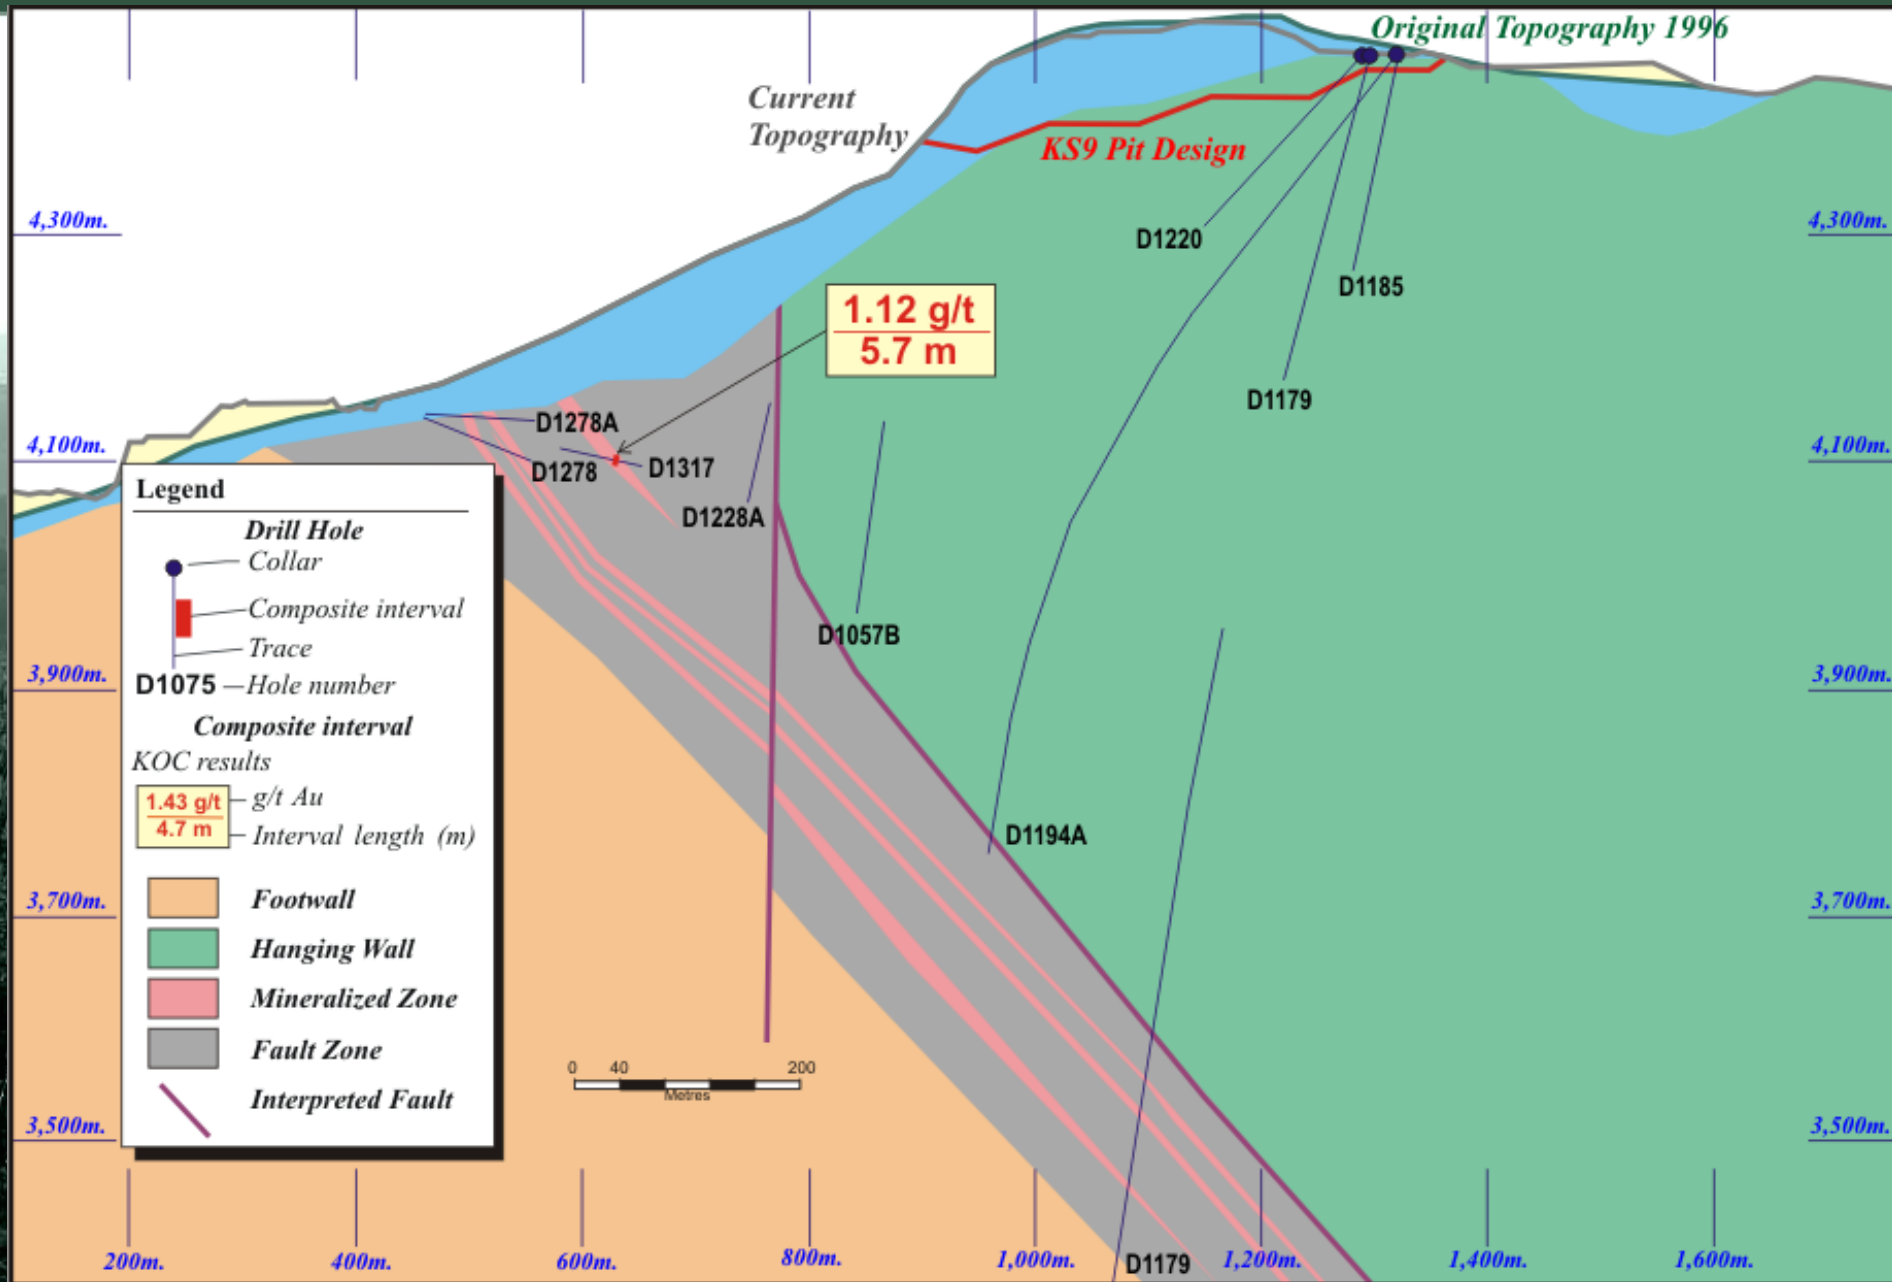 Original Topography 1996
Current
Topography
KS9 Pit Design
4,300m.
4,300m.
D1220
D1185
1.12 g/t
5.7 m
D1179
D1278A
4,100m.
4,100m.
D1278
D1317
D1228A
D1057B
3,900m.
3,900m.
D1194A
3,700m.
3,700m.
3,500m.
3,500m.
Legend
Drill Hole
Collar
Composite interval
Trace
D1075 Hole number
Composite interval
KOC results
1.43 g/t g/t Au
4.7 m Interval length (m)
Footwall
Hanging Wall
Mineralized Zone
Fault Zone
Interpreted Fault
0 40 200
Metres
200m. 400m. 600m. 800m. 1,000m. D1179 1,200m. 1,400m. 1,600m.